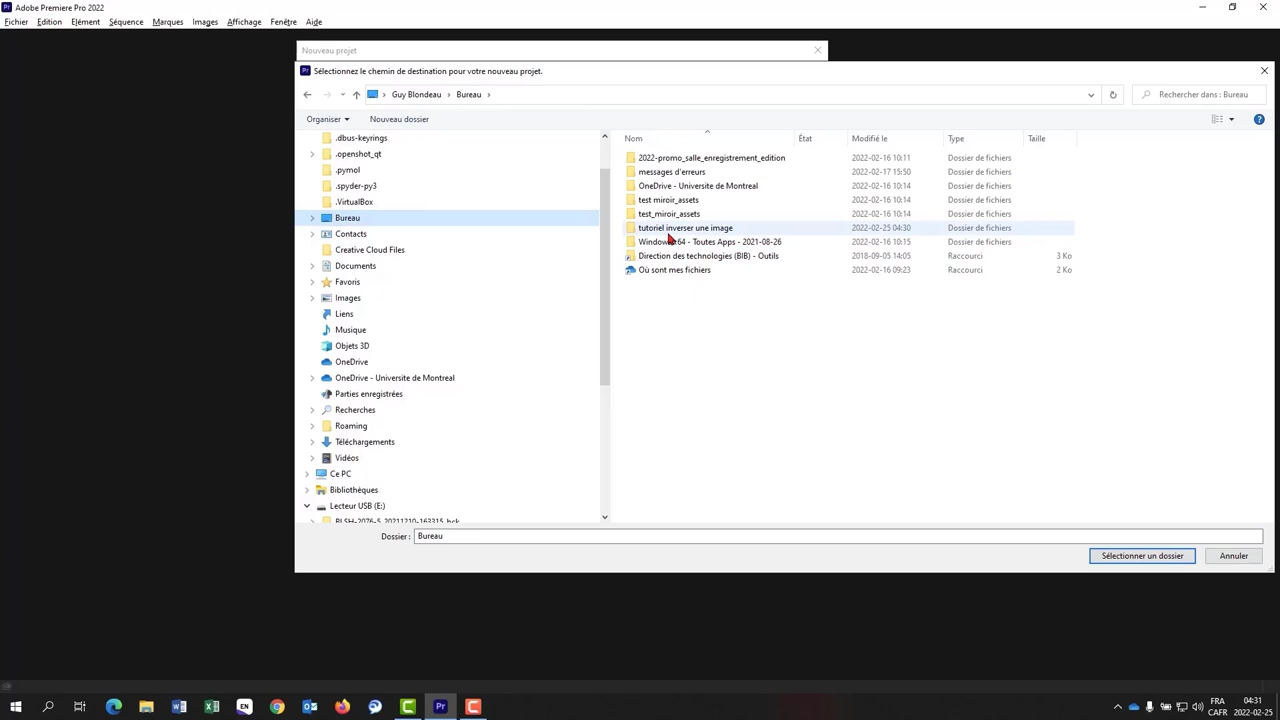 Adobe Premiere Pro 2022
Fichier Edition Elément Séquence Marques Images Affichage Fenêtre Aide
Nouveau projet
Sélectionnez le chemin de destination pour votre nouveau projet.
Guy Blondeau > Bureau >
Rechercher dans : Bureau
Organiser Nouveau dossier
.dbus-keyrings
.openshot_qt
.pymol
.spyder-py3
.VirtualBox
Bureau
Contacts
Creative Cloud Files
Documents
Favoris
Images
Liens
Musique
Objets 3D
OneDrive
OneDrive - Universite de Montreal
Parties enregistrées
Recherches
Roaming
Téléchargements
Vidéos
Ce PC
Bibliothèques
Lecteur USB (E:)
BLSH-2076-5_20211210-163315_bck
Nom État Modifié le Type Taille
2022-promo_salle_enregistrement_edition 2022-02-16 10:11 Dossier de fichiers
messages d'erreurs 2022-02-17 15:50 Dossier de fichiers
OneDrive - Universite de Montreal 2022-02-16 10:14 Dossier de fichiers
test miroir_assets 2022-02-16 10:14 Dossier de fichiers
test_miroir_assets 2022-02-16 10:14 Dossier de fichiers
tutoriel inverser une image 2022-02-25 04:30 Dossier de fichiers
Windows64 - Toutes Apps - 2021-08-26 2022-02-16 10:15 Dossier de fichiers
Direction des technologies (BIB) - Outils 2018-09-05 14:05 Raccourci 3 Ko
Où sont mes fichiers 2022-02-16 09:23 Raccourci 2 Ko
Dossier : Bureau
Sélectionner un dossier Annuler
FRA 04:31
CAFR 2022-02-25